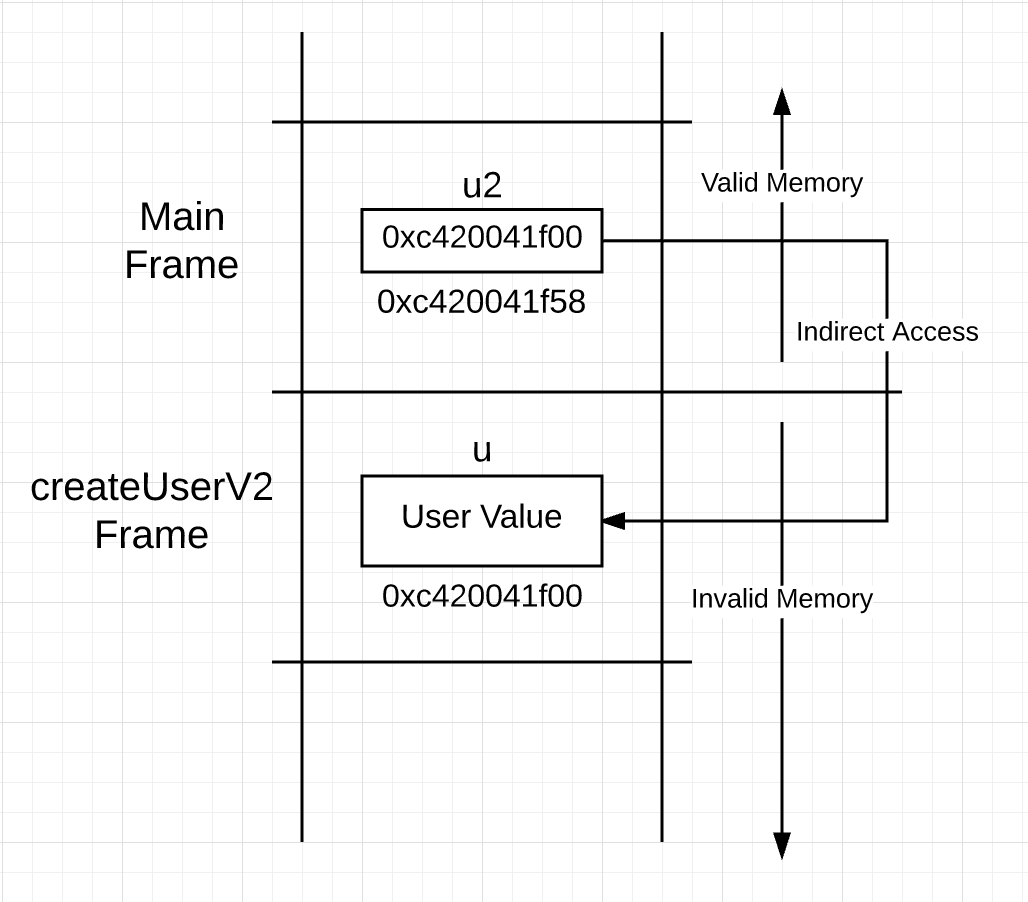 Main
Frame
u2
0xc420041f00
0xc420041f58
Valid Memory
Indirect Access
createUserV2
Frame
u
User Value
0xc420041f00
Invalid Memory